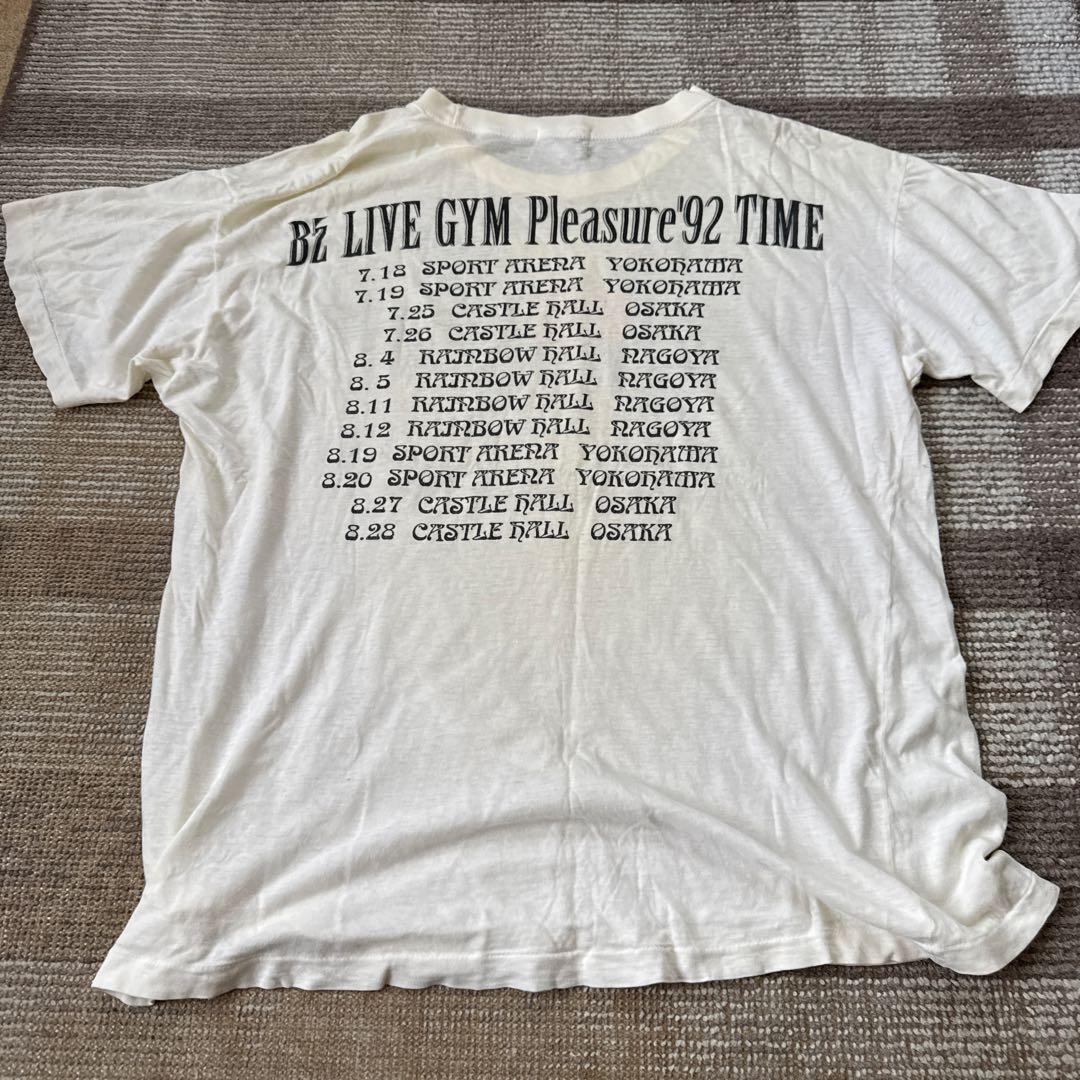 B'z LIVE GYM Pleasure'92 TIME
7.18 SPORT ARENA YOKOHAMA
7.19 SPORT ARENA YOKOHAMA
7.25 CASTLE HALL OSAKA
7.26 CASTLE HALL OSAKA
8.4 RAINBOW HALL NAGOYA
8.5 RAINBOW HALL NAGOYA
8.11 RAINBOW HALL NAGOYA
8.12 RAINBOW HALL NAGOYA
8.19 SPORT ARENA YOKOHAMA
8.20 SPORT ARENA YOKOHAMA
8.27 CASTLE HALL OSAKA
8.28 CASTLE HALL OSAKA